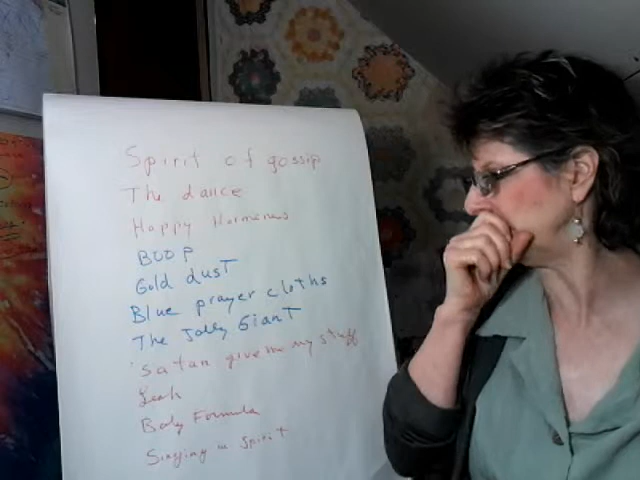 Spirit of gossip
The dance
Happy Hormones
BOOP
Gold dust
Blue prayer cloths
The Jolly Giant
"Satan give me my stuff
Leah
Body Formula
Singing in Spirit